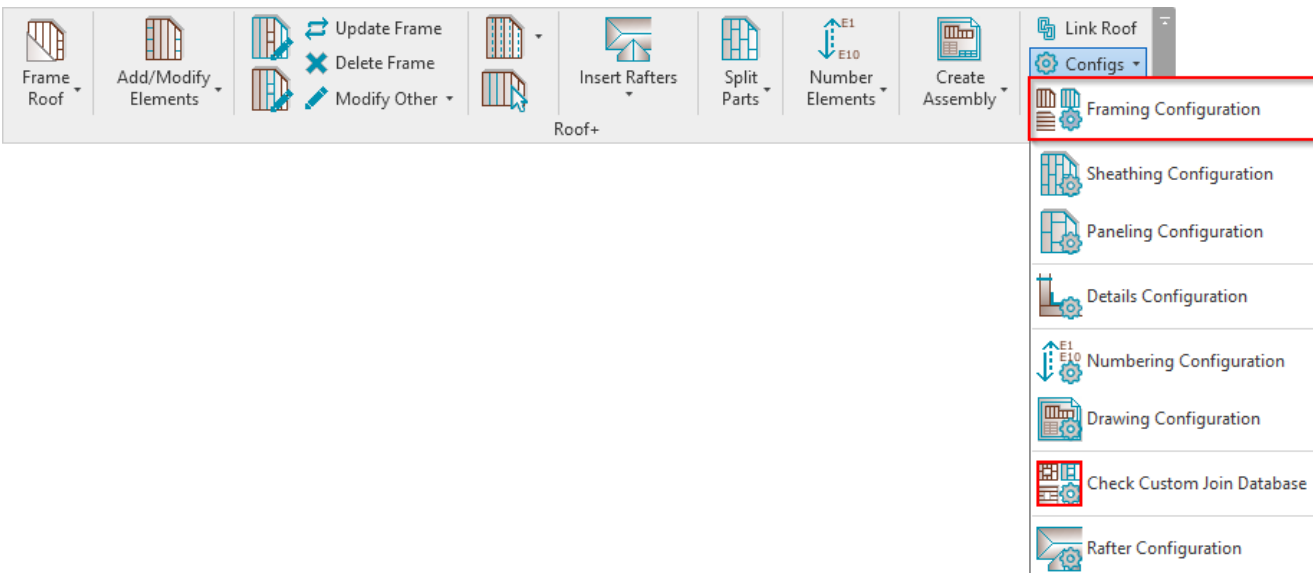 Frame
Roof
Add/Modify
Elements
Update Frame
Delete Frame
Modify Other
Insert Rafters
Split
Parts
E1
E10
Number
Elements
Create
Assembly
Link Roof
Configs
Roof+
Framing Configuration
Sheathing Configuration
Paneling Configuration
Details Configuration
E1
E10
Numbering Configuration
Drawing Configuration
Check Custom Join Database
Rafter Configuration